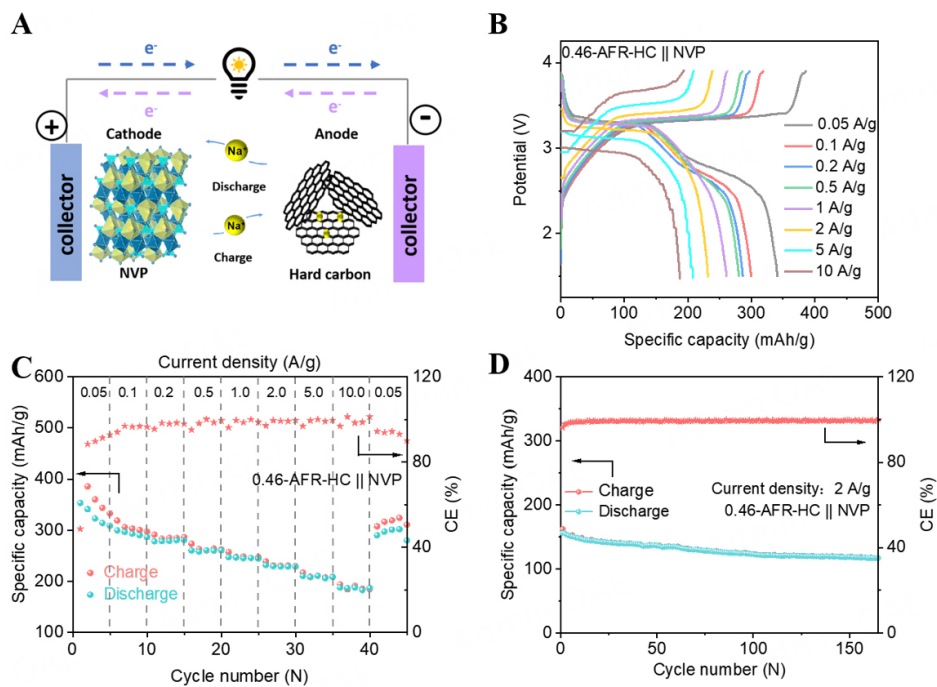 A
e⁻
e⁻
e⁻
e⁻
+
-
Cathode
Anode
Na⁺
Discharge
Na⁺
Charge
collector
collector
NVP
Hard carbon
B
0.46-AFR-HC || NVP
Potential (V)
4
3
2
0.05 A/g
0.1 A/g
0.2 A/g
0.5 A/g
1 A/g
2 A/g
5 A/g
10 A/g
0 100 200 300 400 500
Specific capacity (mAh/g)
C
Current density (A/g)
0.05 0.1 0.2 0.5 1.0 2.0 5.0 10.0 0.05
Specific capacity (mAh/g)
600
500
400
300
200
100
0.46-AFR-HC || NVP
Charge
Discharge
120
80
40
0
CE (%)
0 10 20 30 40
Cycle number (N)
D
Specific capacity (mAh/g)
400
300
200
100
0
Charge
Discharge
Current density: 2 A/g
0.46-AFR-HC || NVP
120
80
40
0
CE (%)
0 50 100 150
Cycle number (N)